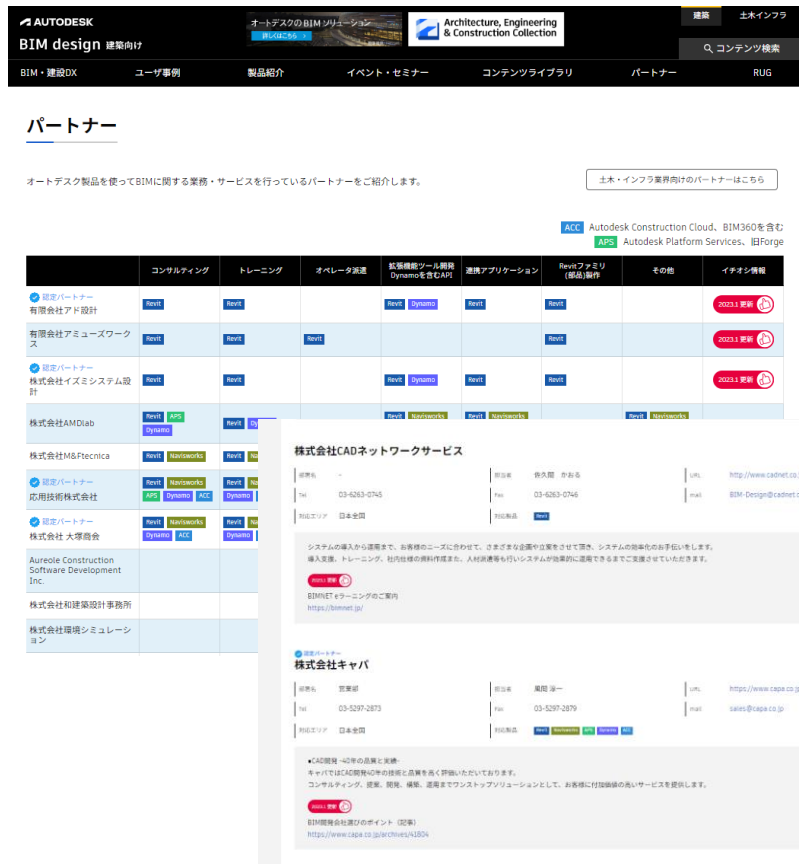 AUTODESK
BIM design 建築向け
オートデスクの BIM ソリューション
詳しくはこちら
Architecture, Engineering
& Construction Collection
建築 土木インフラ
コンテンツ検索
BIM・建設DX ユーザ事例 製品紹介 イベント・セミナー コンテンツライブラリ パートナー RUG
パートナー
オートデスク製品を使ってBIMに関する業務・サービスを行っているパートナーをご紹介します。
土木・インフラ業界向けのパートナーはこちら
ACC Autodesk Construction Cloud、BIM360を含む
APS Autodesk Platform Services、旧Forge
コンサルティング トレーニング オペレータ派遣 拡張機能ツール開発 連携アプリケーション Revitファミリ その他 イチオシ情報
Dynamoを含むAPI (部品)製作
認定パートナー
有限会社アド設計 Revit Revit Revit Dynamo Revit Revit 2023.1 更新
有限会社アミューズワーク
ス Revit Revit Revit Revit 2023.1 更新
認定パートナー
株式会社イズミシステム設
計 Revit Revit Revit Dynamo Revit Revit 2023.1 更新
株式会社AMDlab Revit APS Dynamo Revit Revit Navisworks Revit Navisworks Revit Navisworks
株式会社M&Ftecnica Revit Navisworks Revit
認定パートナー
応用技術株式会社 Revit Navisworks Revit
APS Dynamo ACC Dynamo
認定パートナー
株式会社 大塚商会 Revit Navisworks Revit
Dynamo ACC Dynamo
Aureole Construction
Software Development
Inc.
株式会社和建築設計事務所
株式会社環境シミュレーシ
ョン
株式会社CADネットワークサービス
部署名 - 担当者 佐久間 かおる URL http://www.cadnet.co.
Tel 03-6263-0745 Fax 03-6263-0746 mail BIM-Design@cadnet.c
対応エリア 日本全国 対応製品 Revit
システムの導入から運用まで、お客様のニーズに合わせて、さまざまな企画や立案をさせて頂き、システムの効率化のお手伝いをします。
導入支援、トレーニング、社内仕様の資料作成また、人材派遣等も行いシステムが効果的に運用できるまでご支援させていただきます。
2023.1 更新
BIMNET eラーニングのご案内
https://bimnet.jp/
認定パートナー
株式会社キャパ
部署名 営業部 担当者 風間 淳一 URL https://www.capa.co.jp
Tel 03-5297-2873 Fax 03-5297-2879 mail sales@capa.co.jp
対応エリア 日本全国 対応製品 Revit Navisworks APS Dynamo ACC
●CAD開発 -40年の品質と実績-
キャパではCAD開発40年の技術と品質を高く評価いただいております。
コンサルティング、提案、開発、構築、運用までワンストップソリューションとして、お客様に付加価値の高いサービスを提供します。
2023.1 更新
BIM開発会社選びのポイント（記事）
https://www.capa.co.jp/archives/41804